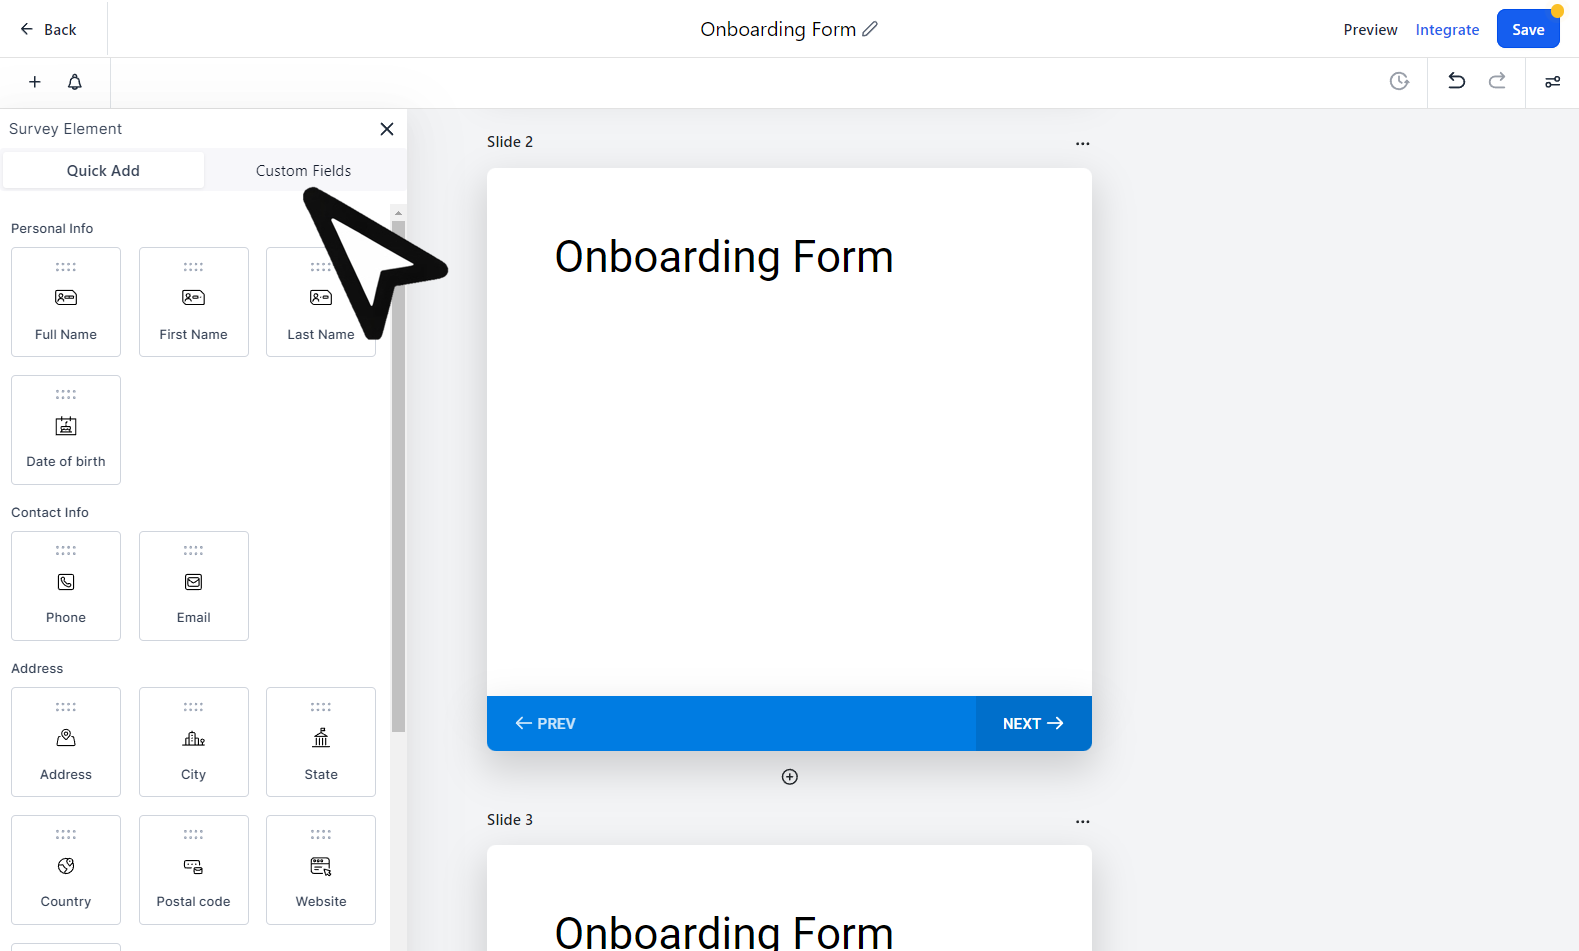 Back
Onboarding Form
Preview
Integrate
Save
Survey Element
Quick Add
Custom Fields
Personal Info
Full Name
First Name
Last Name
Date of birth
Contact Info
Phone
Email
Address
Address
City
State
Country
Postal code
Website
Slide 2
Onboarding Form
PREV
NEXT
Slide 3
Onboarding Form